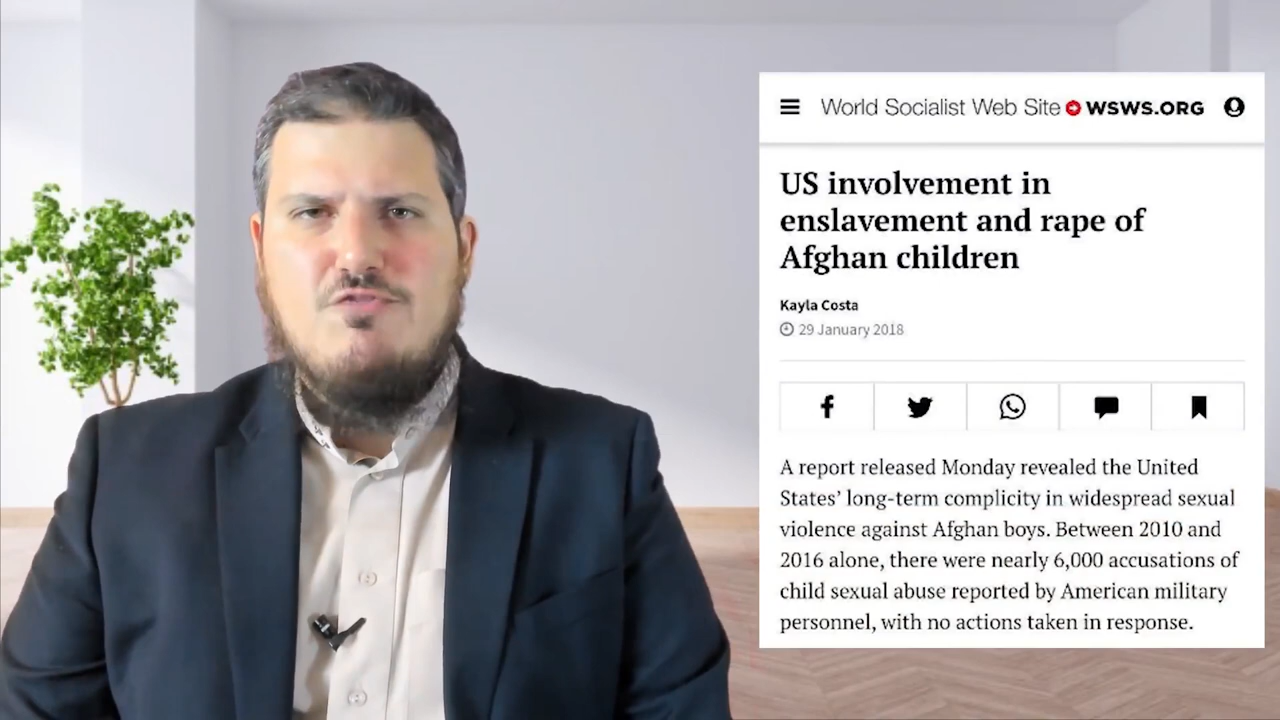 World Socialist Web Site WSWS.ORG
US involvement in
enslavement and rape of
Afghan children
Kayla Costa
29 January 2018
A report released Monday revealed the United
States' long-term complicity in widespread sexual
violence against Afghan boys. Between 2010 and
2016 alone, there were nearly 6,000 accusations of
child sexual abuse reported by American military
personnel, with no actions taken in response.